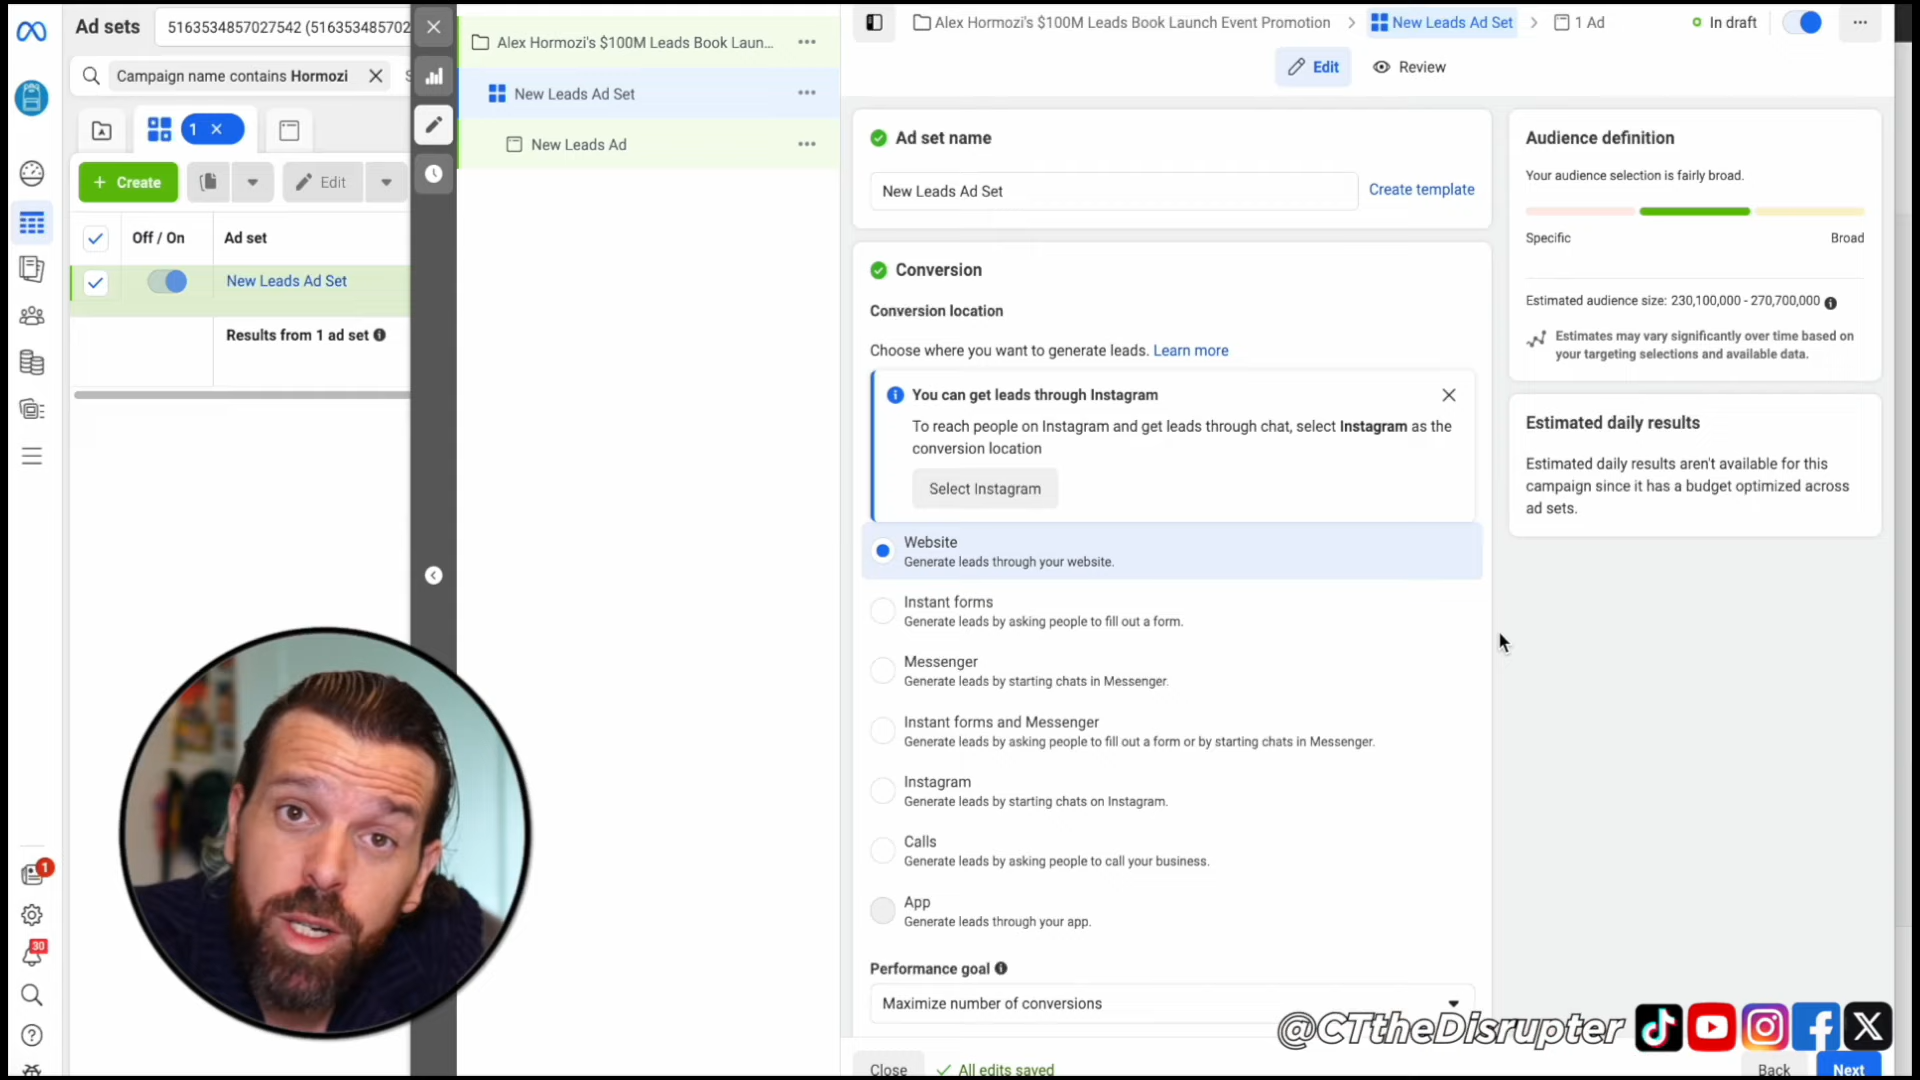 Ad sets
5163534857027542 (516353485702
Campaign name contains Hormozi
1
Create
Edit
Off / On
Ad set
New Leads Ad Set
Results from 1 ad set
1
30
Alex Hormozi's $100M Leads Book Laun...
New Leads Ad Set
New Leads Ad
Alex Hormozi's $100M Leads Book Launch Event Promotion
New Leads Ad Set
1 Ad
In draft
Edit
Review
Ad set name
New Leads Ad Set
Create template
Conversion
Conversion location
Choose where you want to generate leads. Learn more
You can get leads through Instagram
To reach people on Instagram and get leads through chat, select Instagram as the
conversion location
Select Instagram
Website
Generate leads through your website.
Instant forms
Generate leads by asking people to fill out a form.
Messenger
Generate leads by starting chats in Messenger.
Instant forms and Messenger
Generate leads by asking people to fill out a form or by starting chats in Messenger.
Instagram
Generate leads by starting chats on Instagram.
Calls
Generate leads by asking people to call your business.
App
Generate leads through your app.
Performance goal
Maximize number of conversions
Close
All edits saved
Back
Next
Audience definition
Your audience selection is fairly broad.
Specific
Broad
Estimated audience size: 230,100,000 - 270,700,000
Estimates may vary significantly over time based on
your targeting selections and available data.
Estimated daily results
Estimated daily results aren't available for this
campaign since it has a budget optimized across
ad sets.
@CTtheDisrupter